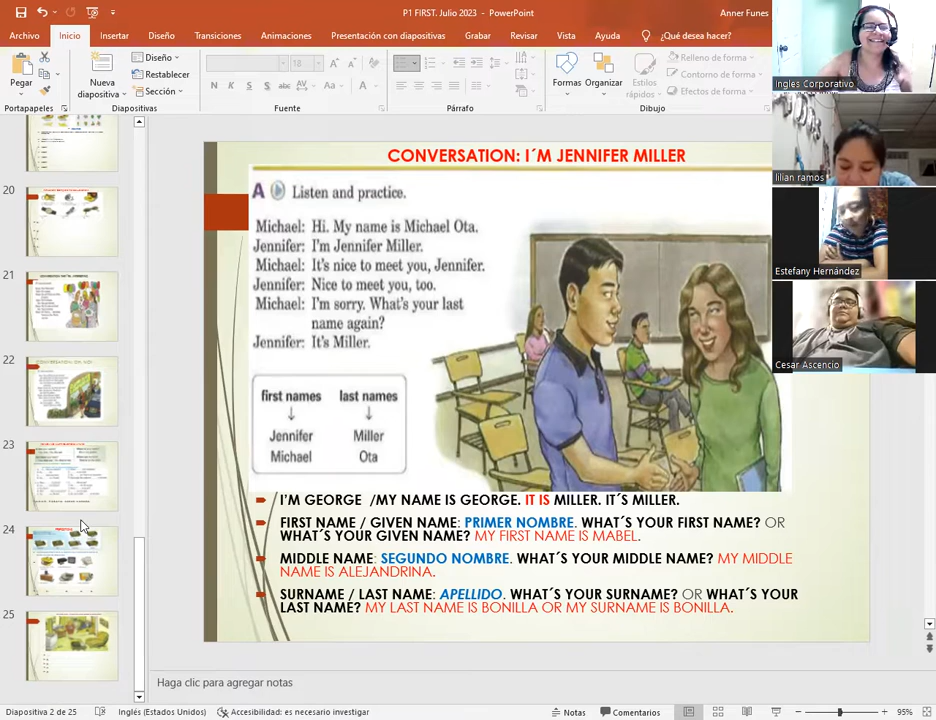 P1 FIRST. Julio 2023 – PowerPoint
Anner Funes
Archivo Inicio Insertar Diseño Transiciones Animaciones Presentación con diapositivas Grabar Revisar Vista Ayuda ¿Qué desea hacer?
Pegar
Nueva diapositiva
Diseño
Restablecer
Sección
18
N K S S abc AV Aa A
Formas
Organizar
Estilos rápidos
Relleno de forma
Contorno de forma
Efectos de forma
Portapapeles Diapositivas Fuente Párrafo Dibujo
Ingles Corporativo
lilian ramos
Estefany Hernández
Cesar Ascencio
20
21
22
23
24
25
CONVERSATION: I´M JENNIFER MILLER
A Listen and practice.
Michael: Hi. My name is Michael Ota.
Jennifer: I'm Jennifer Miller.
Michael: It's nice to meet you, Jennifer.
Jennifer: Nice to meet you, too.
Michael: I'm sorry. What's your last
name again?
Jennifer: It's Miller.
first names last names
Jennifer Miller
Michael Ota
I'M GEORGE /MY NAME IS GEORGE. IT IS MILLER. IT´S MILLER.
FIRST NAME / GIVEN NAME: PRIMER NOMBRE. WHAT´S YOUR FIRST NAME? OR
WHAT´S YOUR GIVEN NAME? MY FIRST NAME IS MABEL.
MIDDLE NAME: SEGUNDO NOMBRE. WHAT´S YOUR MIDDLE NAME? MY MIDDLE
NAME IS ALEJANDRINA.
SURNAME / LAST NAME: APELLIDO. WHAT´S YOUR SURNAME? OR WHAT´S YOUR
LAST NAME? MY LAST NAME IS BONILLA OR MY SURNAME IS BONILLA.
Haga clic para agregar notas
Diapositiva 2 de 25 Inglés (Estados Unidos) Accesibilidad: es necesario investigar Notas Comentarios 95%